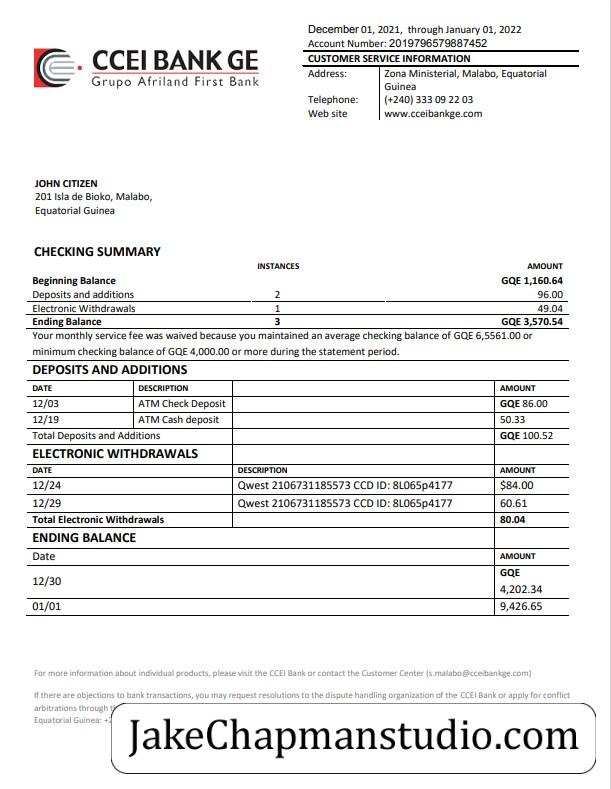 December 01, 2021, through January 01, 2022
Account Number: 2019796579887452
CUSTOMER SERVICE INFORMATION
Address: Zona Ministerial, Malabo, Equatorial
Guinea
Telephone: (+240) 333 09 22 03
Web site www.cceibankge.com
CCEI BANK GE
Grupo Afriland First Bank
JOHN CITIZEN
201 Isla de Bioko, Malabo,
Equatorial Guinea
CHECKING SUMMARY
INSTANCES AMOUNT
Beginning Balance GQE 1,160.64
Deposits and additions 2 96.00
Electronic Withdrawals 1 49.04
Ending Balance 3 GQE 3,570.54
Your monthly service fee was waived because you maintained an average checking balance of GQE 6,5561.00 or
minimum checking balance of GQE 4,000.00 or more during the statement period.
DEPOSITS AND ADDITIONS
DATE DESCRIPTION AMOUNT
12/03 ATM Check Deposit GQE 86.00
12/19 ATM Cash deposit 50.33
Total Deposits and Additions GQE 100.52
ELECTRONIC WITHDRAWALS
DATE DESCRIPTION AMOUNT
12/24 Qwest 2106731185573 CCD ID: 8L065p4177 $84.00
12/29 Qwest 2106731185573 CCD ID: 8L065p4177 60.61
Total Electronic Withdrawals 80.04
ENDING BALANCE
Date AMOUNT
12/30 GQE
4,202.34
01/01 9,426.65
For more information about individual products, please visit the CCEI Bank or contact the Customer Center (s.malabo@cceibankge.com)
If there are objections to bank transactions, you may request resolutions to the dispute handling organization of the CCEI Bank or apply for conflict
arbitrations through
Equatorial Guinea:
JakeChapmanstudio.com